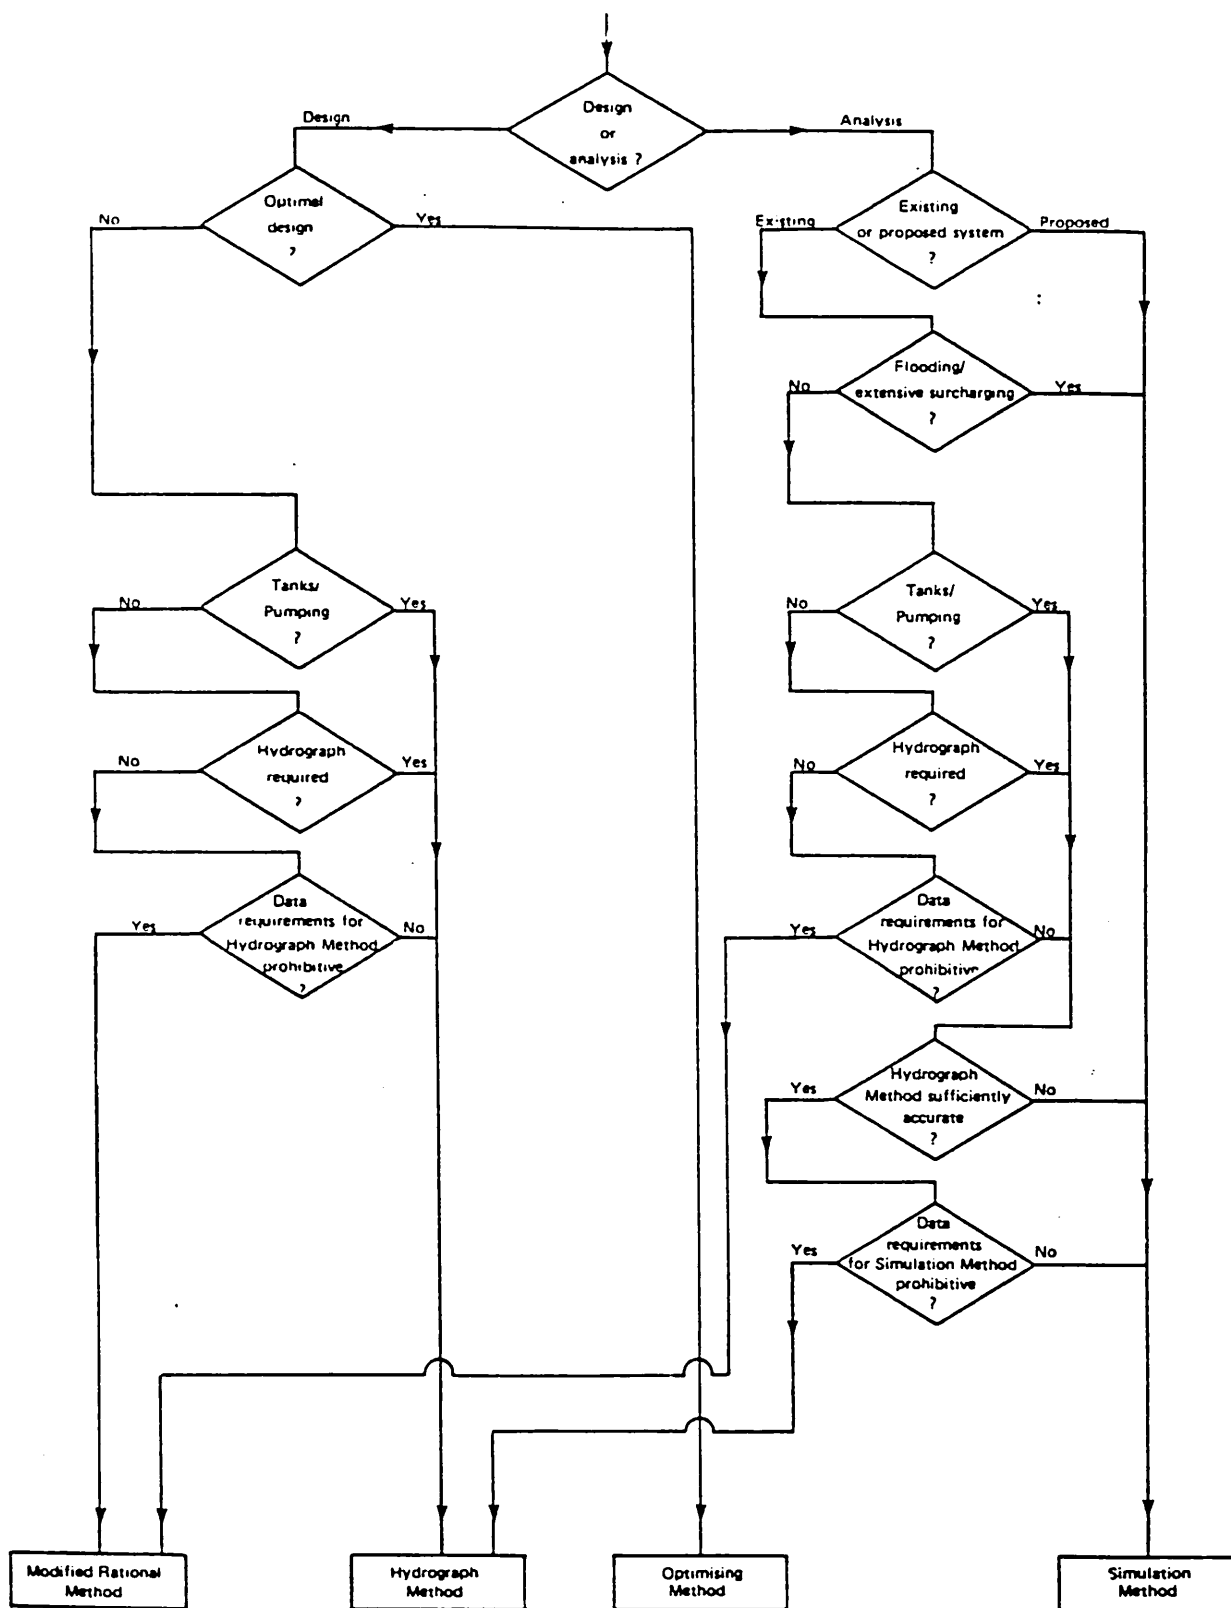 Design
or
analysis ?
Design
Analysis
Optimal
design
?
No
Yes
Existing
or proposed system
?
Existing
Proposed
Flooding/
extensive surcharging
?
No
Yes
Tanks/
Pumping
?
No
Yes
Tanks/
Pumping
?
No
Yes
Hydrograph
required
?
No
Yes
Hydrograph
required
?
No
Yes
Data
requirements for
Hydrograph Method
prohibitive
?
Yes
No
Data
requirements for
Hydrograph Method
prohibitive
?
Yes
No
Hydrograph
Method sufficiently
accurate
?
Yes
No
Data
requirements
for Simulation Method
prohibitive
?
Yes
No
Modified Rational
Method
Hydrograph
Method
Optimising
Method
Simulation
Method